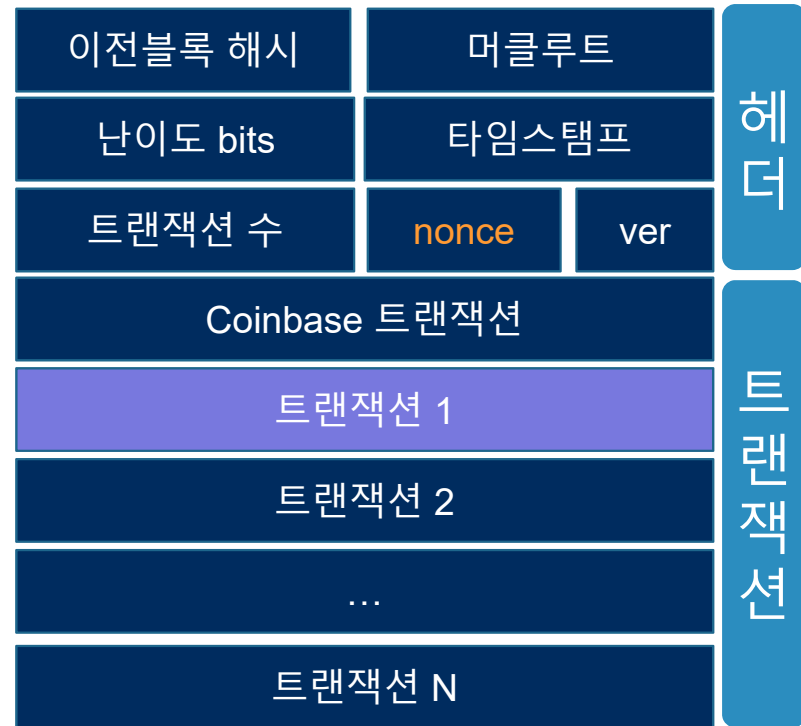 이전블록 해시
머클루트
난이도 bits
타임스탬프
트랜잭션 수
nonce
ver
헤더
Coinbase 트랜잭션
트랜잭션 1
트랜잭션 2
…
트랜잭션 N
트랜잭션